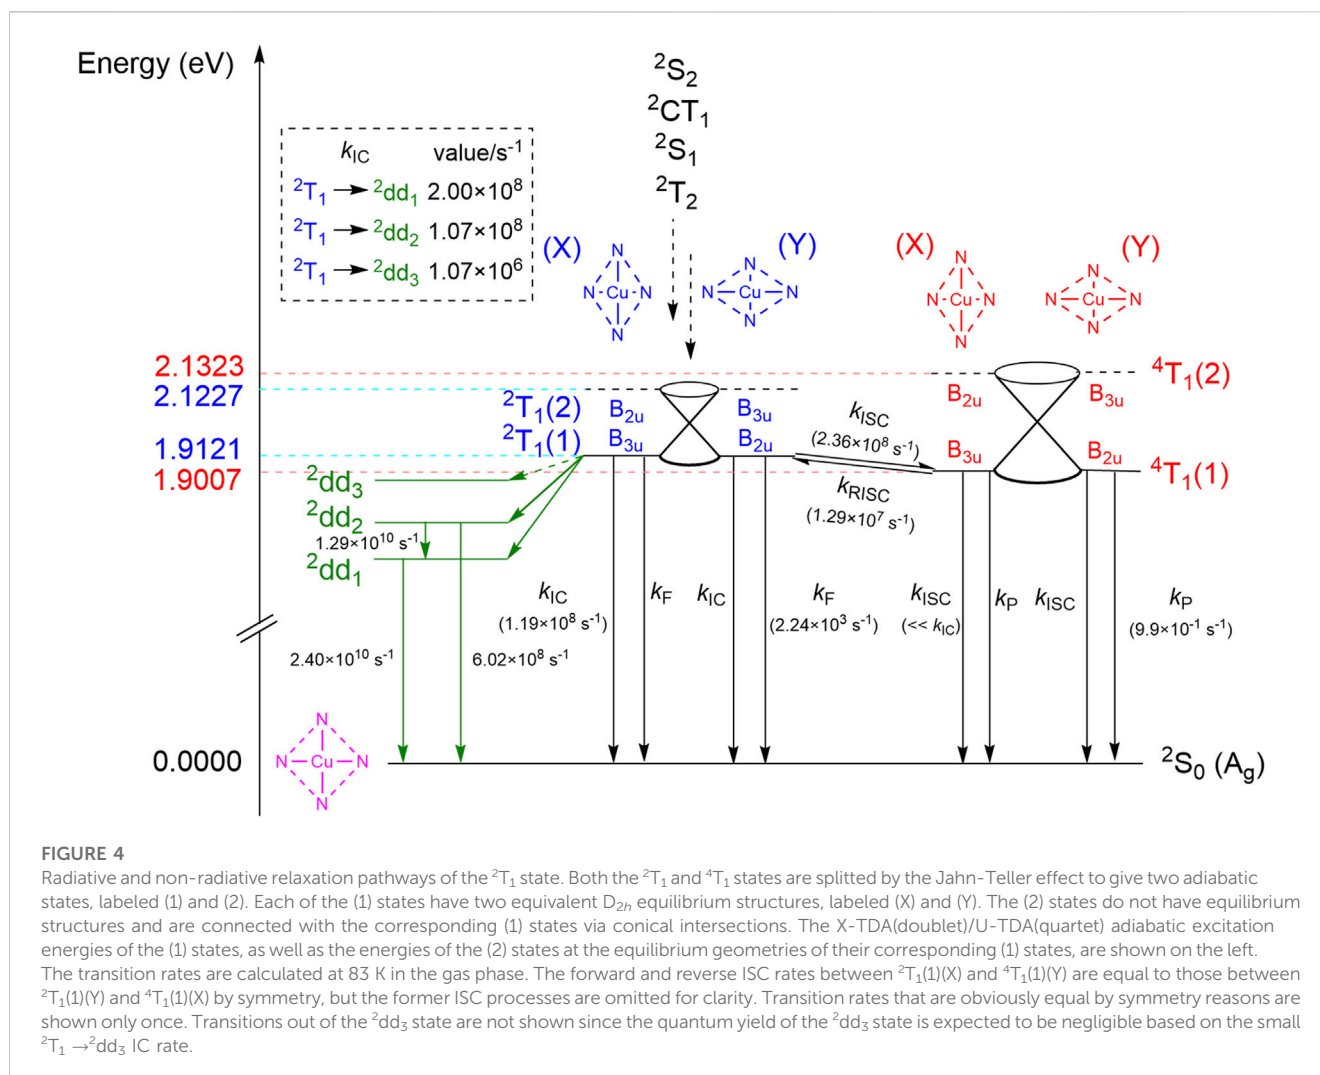 Energy (eV)
²S₂
²CT₁
²S₁
²T₂
k_IC value/s⁻¹
²T₁ → ²dd₁ 2.00×10⁸
²T₁ → ²dd₂ 1.07×10⁸
²T₁ → ²dd₃ 1.07×10⁶
(X)
N
N Cu N
N
(Y)
N
N Cu N
N
(X)
N
N Cu N
N
(Y)
N
N Cu N
N
2.1323
2.1227
1.9121
1.9007
0.0000
²T₁(2) B₂ᵤ B₃ᵤ
²T₁(1) B₃ᵤ B₂ᵤ
k_ISC
(2.36×10⁸ s⁻¹)
k_RISC
(1.29×10⁷ s⁻¹)
B₂ᵤ B₃ᵤ ⁴T₁(2)
B₃ᵤ B₂ᵤ ⁴T₁(1)
²dd₃
²dd₂
1.29×10¹⁰ s⁻¹
²dd₁
k_IC
(1.19×10⁸ s⁻¹)
k_F
k_IC
k_F
(2.24×10³ s⁻¹)
k_ISC
(<< k_IC)
k_P
k_ISC
k_P
(9.9×10⁻¹ s⁻¹)
2.40×10¹⁰ s⁻¹
6.02×10⁸ s⁻¹
N
N Cu N
N
²S₀ (A_g)
FIGURE 4
Radiative and non-radiative relaxation pathways of the ²T₁ state. Both the ²T₁ and ⁴T₁ states are splitted by the Jahn-Teller effect to give two adiabatic
states, labeled (1) and (2). Each of the (1) states have two equivalent D₂ₕ equilibrium structures, labeled (X) and (Y). The (2) states do not have equilibrium
structures and are connected with the corresponding (1) states via conical intersections. The X-TDA(doublet)/U-TDA(quartet) adiabatic excitation
energies of the (1) states, as well as the energies of the (2) states at the equilibrium geometries of their corresponding (1) states, are shown on the left.
The transition rates are calculated at 83 K in the gas phase. The forward and reverse ISC rates between ²T₁(1)(X) and ⁴T₁(1)(Y) are equal to those between
²T₁(1)(Y) and ⁴T₁(1)(X) by symmetry, but the former ISC processes are omitted for clarity. Transition rates that are obviously equal by symmetry reasons are
shown only once. Transitions out of the ²dd₃ state are not shown since the quantum yield of the ²dd₃ state is expected to be negligible based on the small
²T₁ →²dd₃ IC rate.